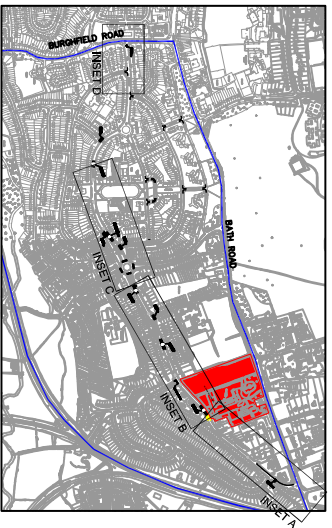 BURGHFIELD ROAD
INSET D
BATH ROAD
INSET C
INSET B
INSET A